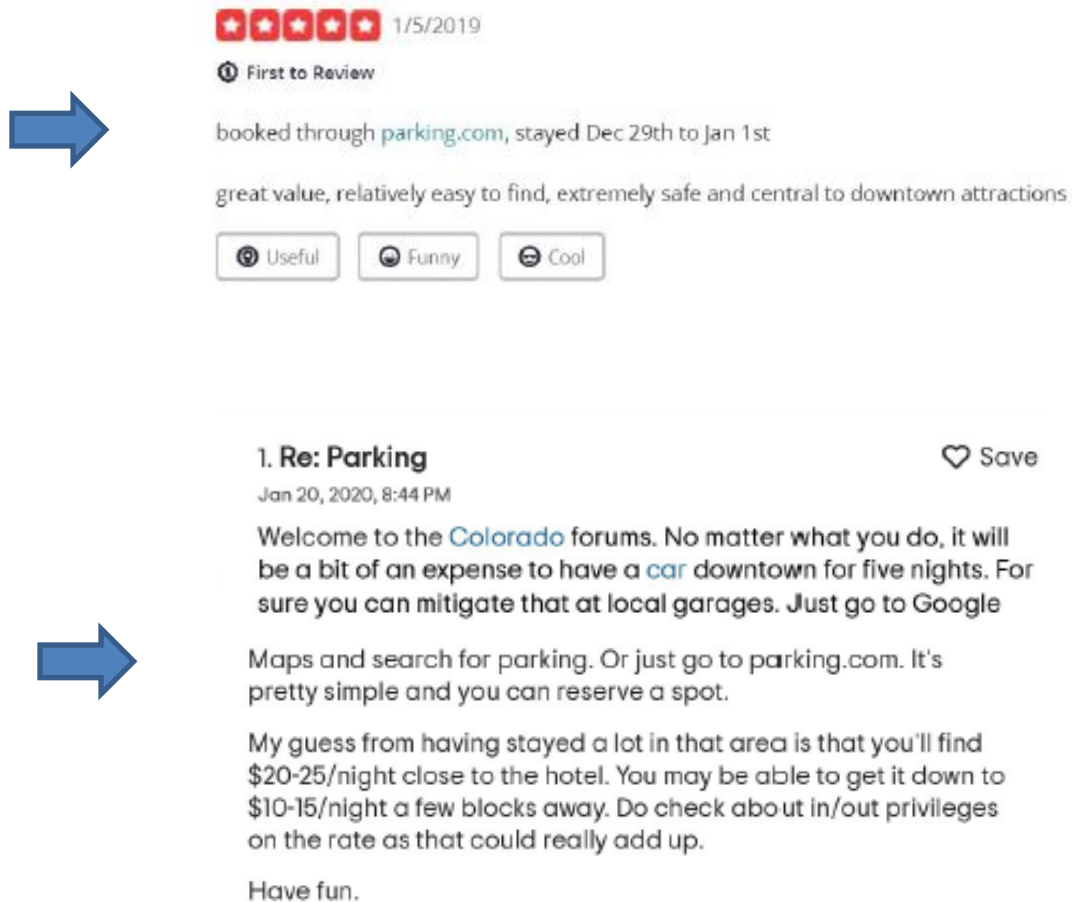 1/5/2019
First to Review
booked through parking.com, stayed Dec 29th to Jan 1st
great value, relatively easy to find, extremely safe and central to downtown attractions
Useful Funny Cool
1. Re: Parking Save
Jan 20, 2020, 8:44 PM
Welcome to the Colorado forums. No matter what you do, it will
be a bit of an expense to have a car downtown for five nights. For
sure you can mitigate that at local garages. Just go to Google
Maps and search for parking. Or just go to parking.com. It's
pretty simple and you can reserve a spot.
My guess from having stayed a lot in that area is that you'll find
$20-25/night close to the hotel. You may be able to get it down to
$10-15/night a few blocks away. Do check about in/out privileges
on the rate as that could really add up.
Have fun.